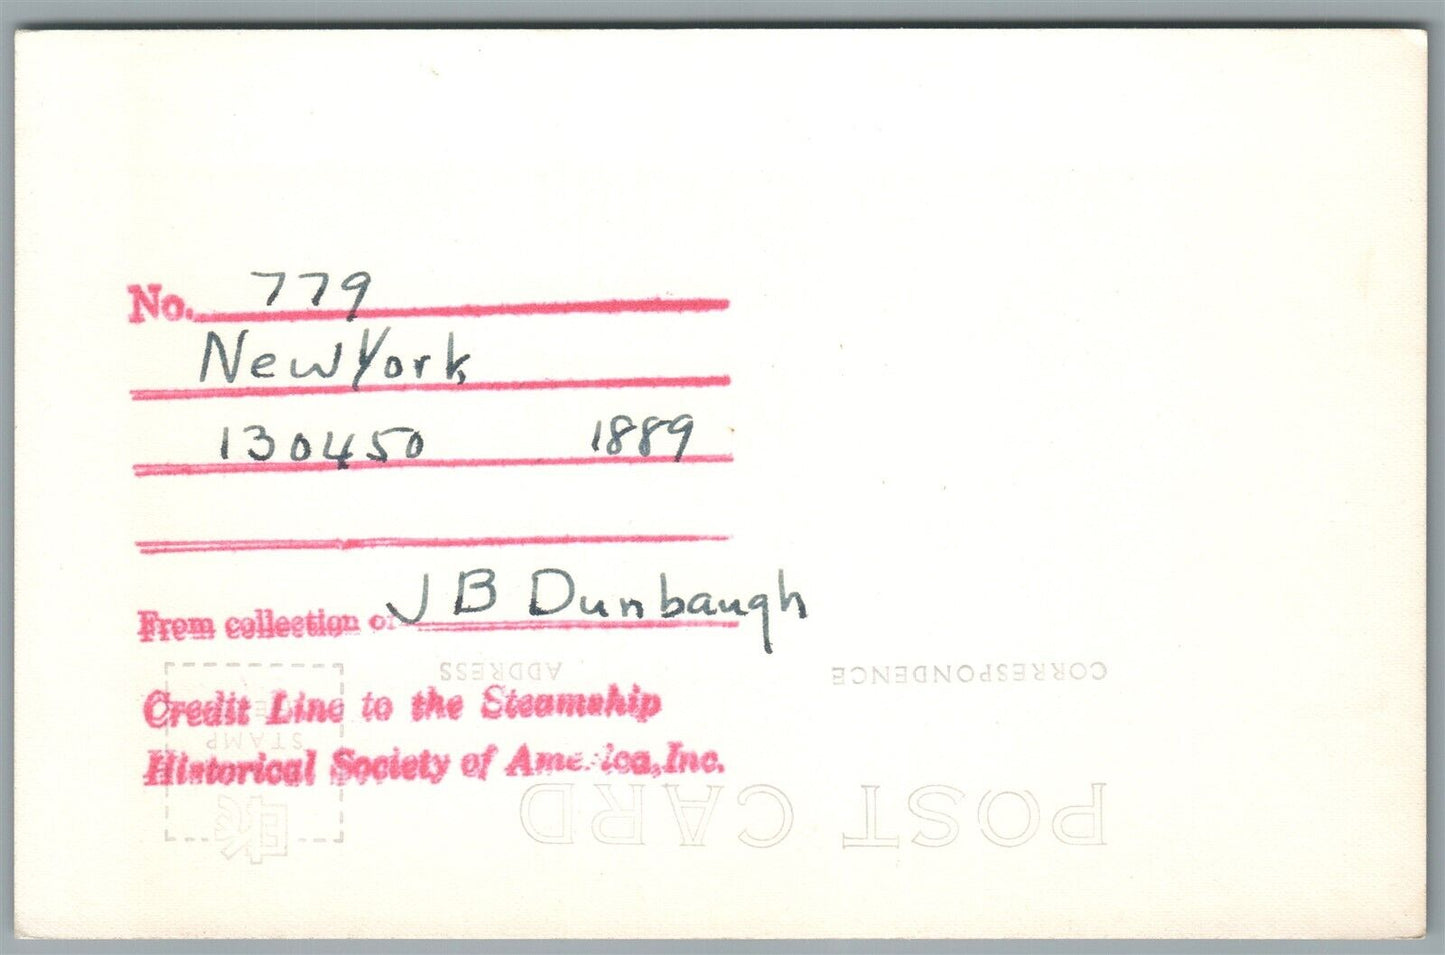 No. 779
New York
130450 1889
From collection of J B Dunbaugh
ADDRESS
CORRESPONDENCE
Credit Line to the Steamship
STAMP
Historical Society of America, Inc.
POST CARD